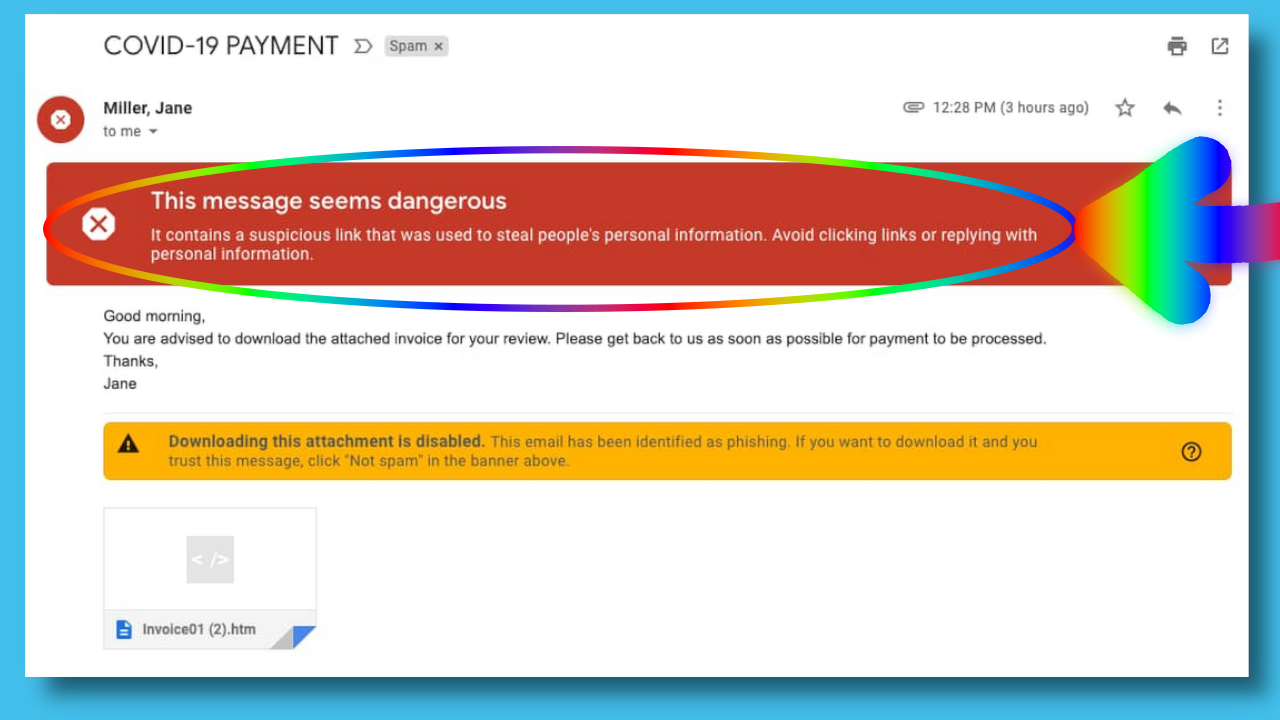 COVID-19 PAYMENT Spam ×
Miller, Jane 12:28 PM (3 hours ago)
to me
This message seems dangerous
It contains a suspicious link that was used to steal people's personal information. Avoid clicking links or replying with
personal information.
Good morning,
You are advised to download the attached invoice for your review. Please get back to us as soon as possible for payment to be processed.
Thanks,
Jane
Downloading this attachment is disabled. This email has been identified as phishing. If you want to download it and you
trust this message, click "Not spam" in the banner above.
< />
Invoice01 (2).htm